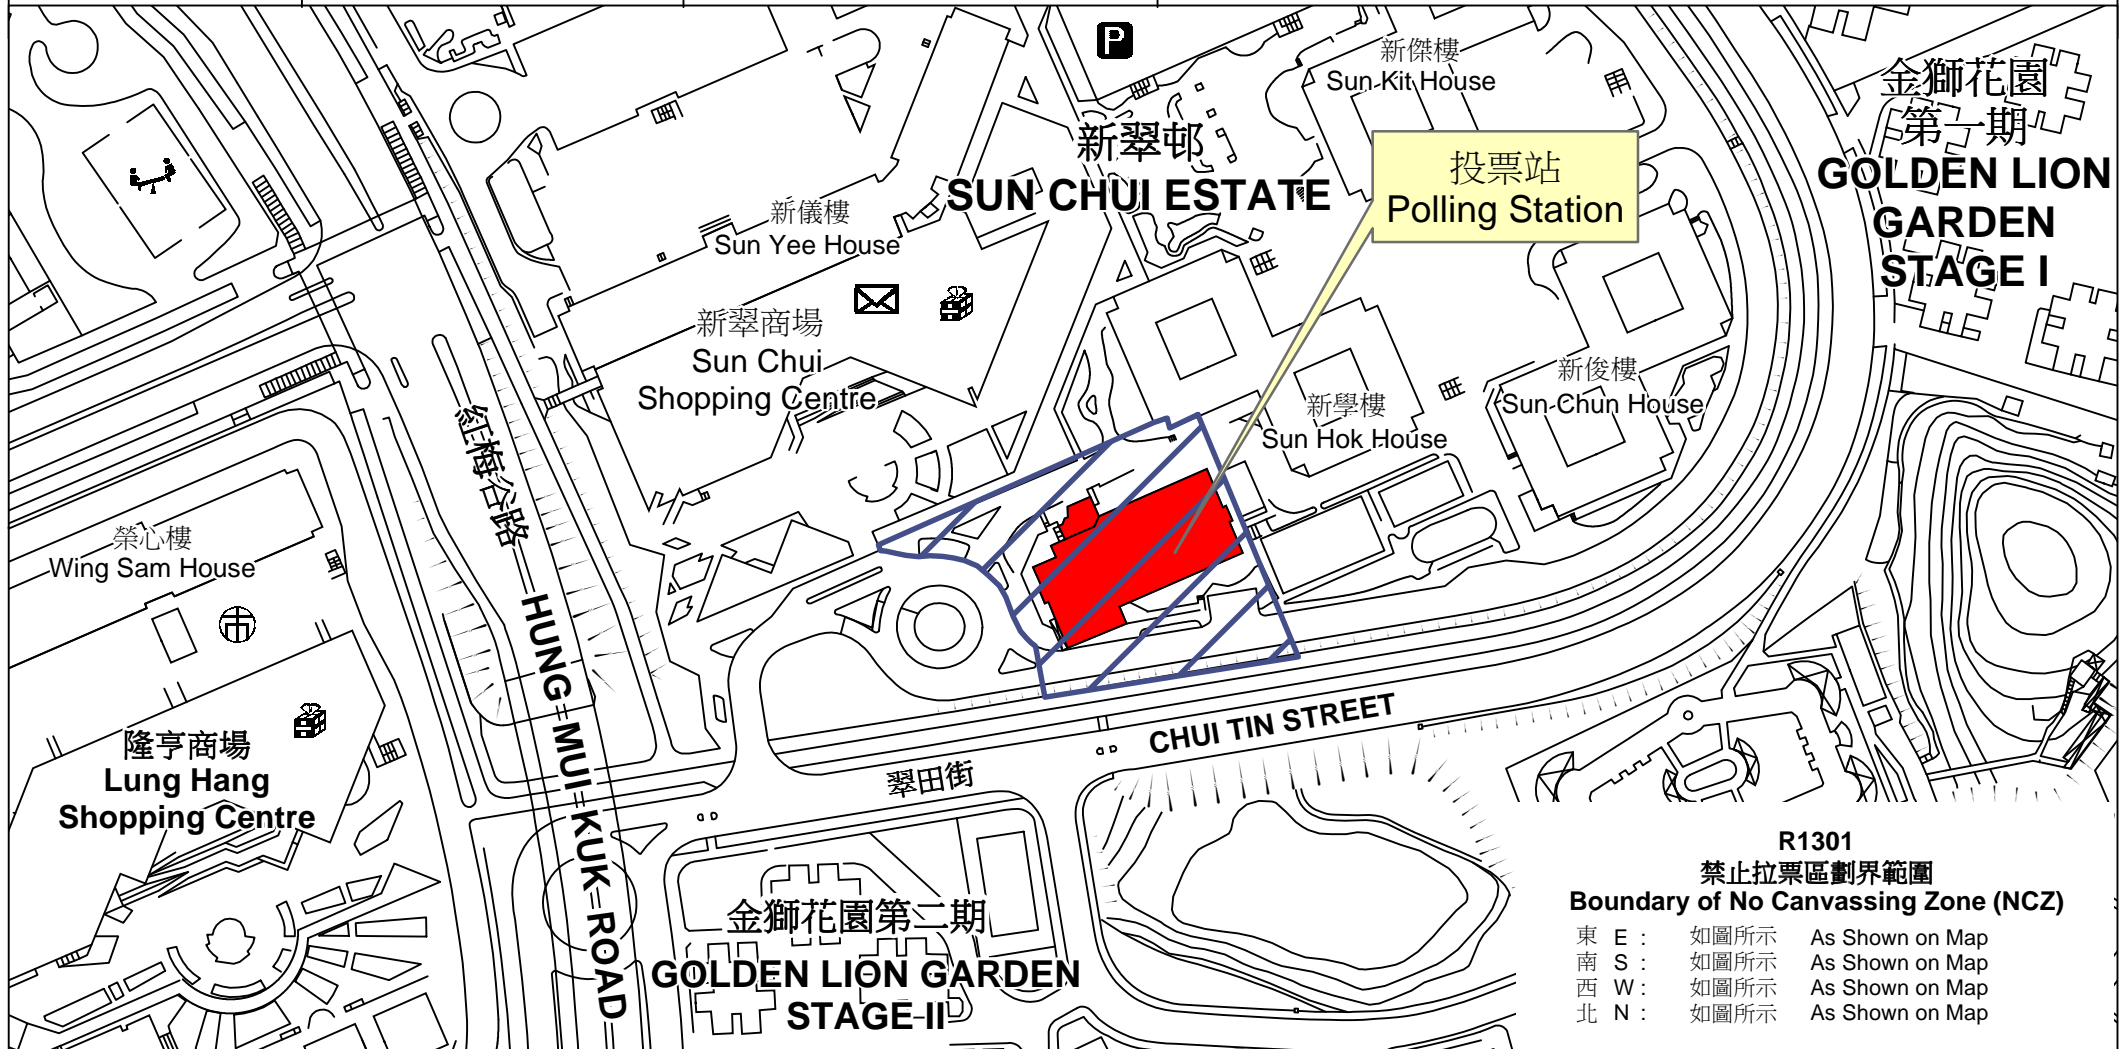 P
新傑樓
Sun Kit House
金獅花園
第一期
GOLDEN LION
GARDEN
STAGE I
新翠邨
SUN CHUI ESTATE
投票站
Polling Station
新儀樓
Sun Yee House
新翠商場
Sun Chui
Shopping Centre
新俊樓
Sun Chun House
新學樓
Sun Hok House
紅梅谷路
HUNG MUI KUK ROAD
榮心樓
Wing Sam House
隆亨商場
Lung Hang
Shopping Centre
CHUI TIN STREET
翠田街
金獅花園第二期
GOLDEN LION GARDEN
STAGE II
R1301
禁止拉票區劃界範圍
Boundary of No Canvassing Zone (NCZ)
東 E : 如圖所示 As Shown on Map
南 S : 如圖所示 As Shown on Map
西 W : 如圖所示 As Shown on Map
北 N : 如圖所示 As Shown on Map